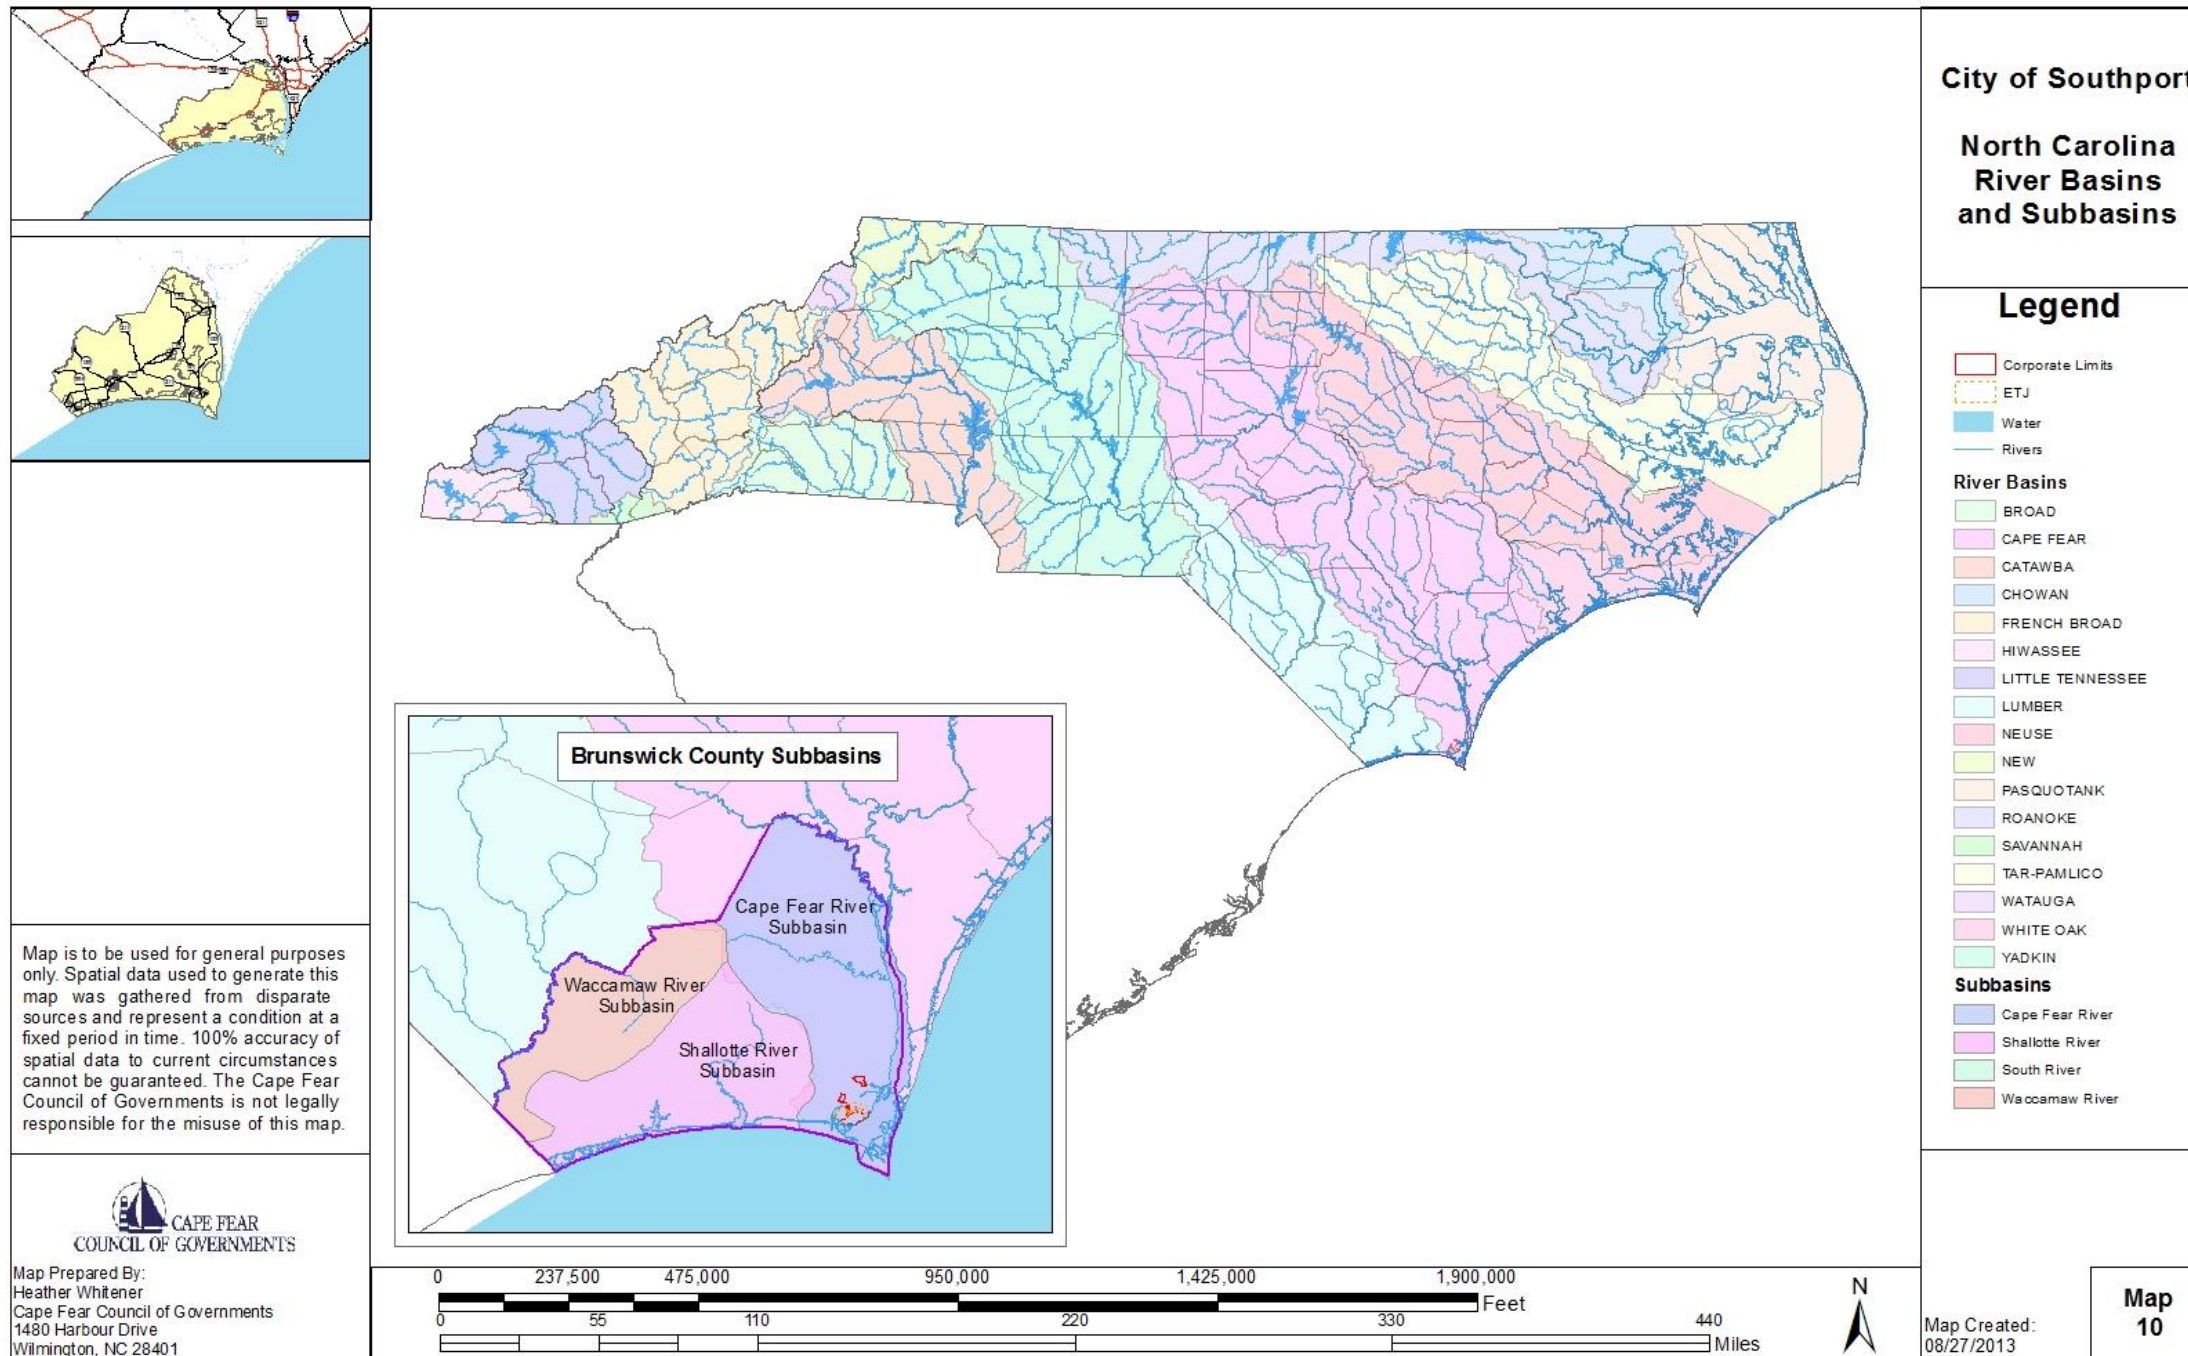 City of Southport
North Carolina
River Basins
and Subbasins
Legend
Corporate Limits
ETJ
Water
Rivers
River Basins
BROAD
CAPE FEAR
CATAWBA
CHOWAN
FRENCH BROAD
HIWASSEE
LITTLE TENNESSEE
LUMBER
NEUSE
NEW
PASQUOTANK
ROANOKE
SAVANNAH
TAR-PAMLICO
WATAUGA
WHITE OAK
YADKIN
Subbasins
Cape Fear River
Shallotte River
South River
Waccamaw River
Brunswick County Subbasins
Cape Fear River
Subbasin
Waccamaw River
Subbasin
Shallotte River
Subbasin
Map is to be used for general purposes
only. Spatial data used to generate this
map was gathered from disparate
sources and represent a condition at a
fixed period in time. 100% accuracy of
spatial data to current circumstances
cannot be guaranteed. The Cape Fear
Council of Governments is not legally
responsible for the misuse of this map.
CAPE FEAR
COUNCIL OF GOVERNMENTS
Map Prepared By:
Heather Whitener
Cape Fear Council of Governments
1480 Harbour Drive
Wilmington, NC 28401
0 237,500 475,000 950,000 1,425,000 1,900,000
Feet
0 55 110 220 330 440
Miles
N
Map Created:
08/27/2013
Map
10